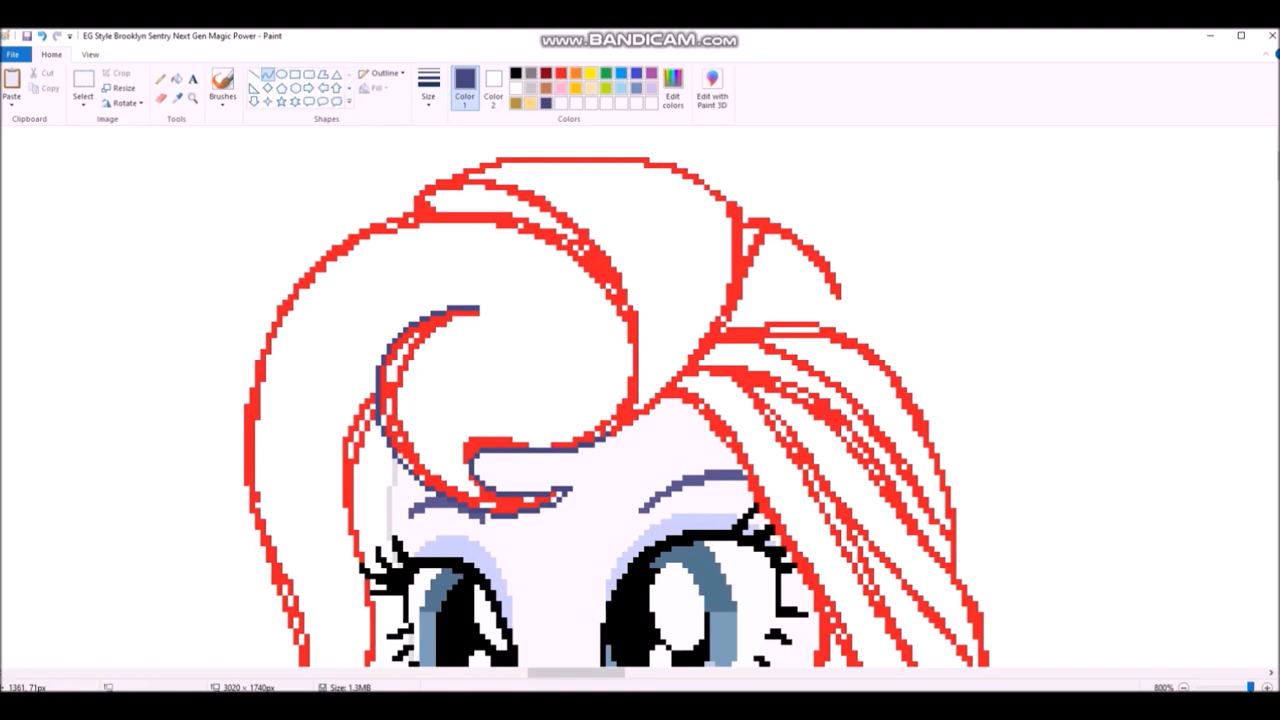 EG Style Brooklyn Sentry Next Gen Magic Power - Paint
www.BANDICAM.com
File
Home
View
Paste
Cut
Copy
Clipboard
Select
Crop
Resize
Rotate
Image
A
Tools
Brushes
Outline
Fill
Shapes
Size
Color 1
Color 2
Edit colors
Edit with Paint 3D
Colors
1361, 71px
3020 × 1740px
Size: 1.3MB
800%